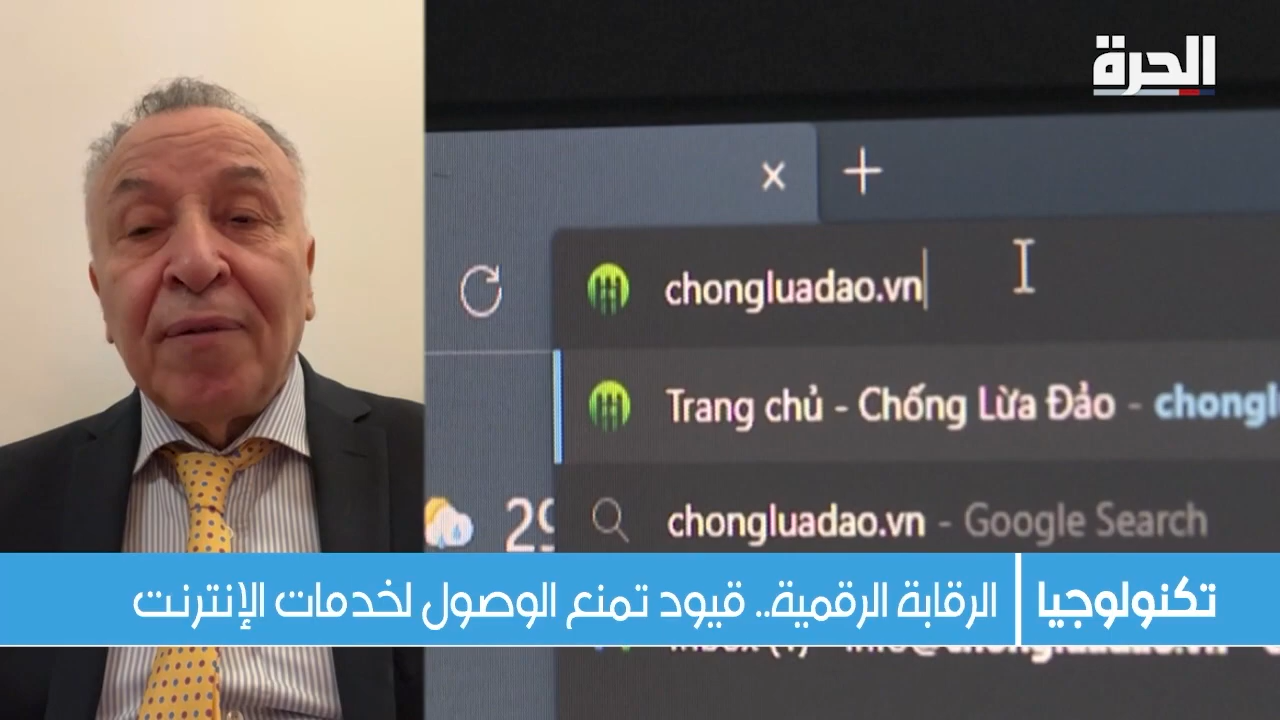 الحرة
chongluadao.vn
Trang chủ - Chống Lừa Đảo - chongl
chongluadao.vn - Google Search
29
تكنولوجيا | الرقابة الرقمية.. قيود تمنع الوصول لخدمات الإنترنت